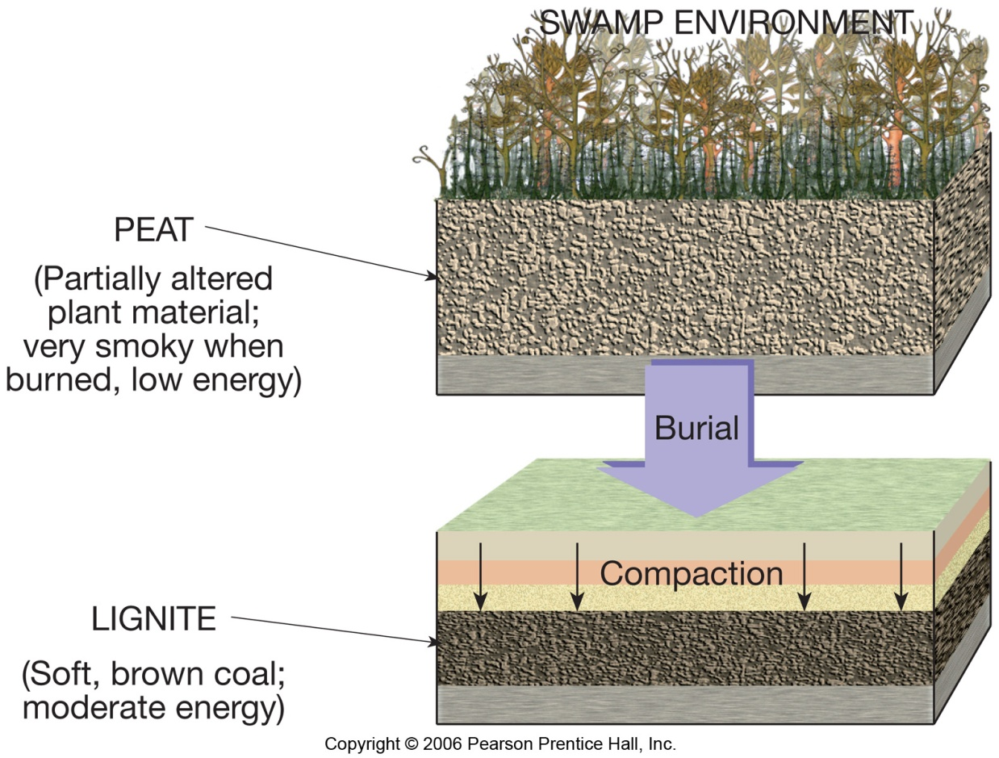 SWAMP ENVIRONMENT
PEAT
(Partially altered
plant material;
very smoky when
burned, low energy)
Burial
Compaction
LIGNITE
(Soft, brown coal;
moderate energy)
Copyright © 2006 Pearson Prentice Hall, Inc.